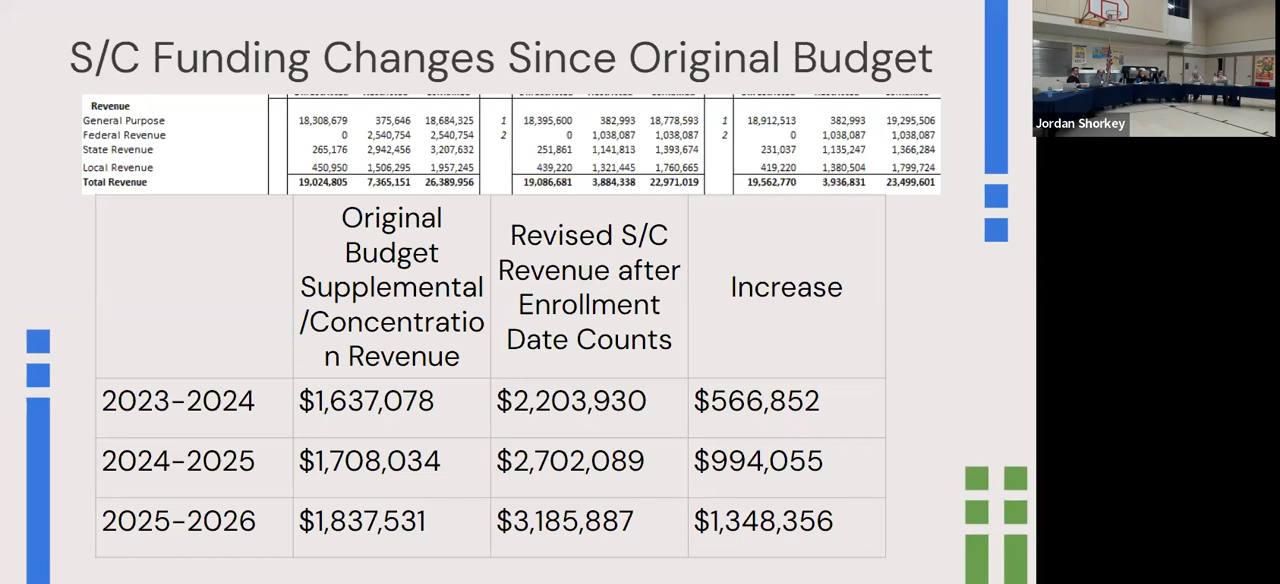 S/C Funding Changes Since Original Budget
Revenue
General Purpose 18,308,679 375,646 18,684,325 1 18,395,600 382,993 18,778,593 1 18,912,513 382,993 19,295,506
Federal Revenue 0 2,540,754 2,540,754 2 0 1,038,087 1,038,087 2 0 1,038,087 1,038,087
State Revenue 265,176 2,942,456 3,207,632 251,861 1,141,813 1,393,674 231,037 1,135,247 1,366,284
Local Revenue 450,950 1,506,295 1,957,245 439,220 1,321,445 1,760,665 419,220 1,380,504 1,799,724
Total Revenue 19,024,805 7,365,151 26,389,956 19,086,681 3,884,338 22,971,019 19,562,770 3,936,831 23,499,601
Original
Budget
Supplemental
/Concentratio
n Revenue
Revised S/C
Revenue after
Enrollment
Date Counts
Increase
2023-2024 $1,637,078 $2,203,930 $566,852
2024-2025 $1,708,034 $2,702,089 $994,055
2025-2026 $1,837,531 $3,185,887 $1,348,356
Jordan Shorkey